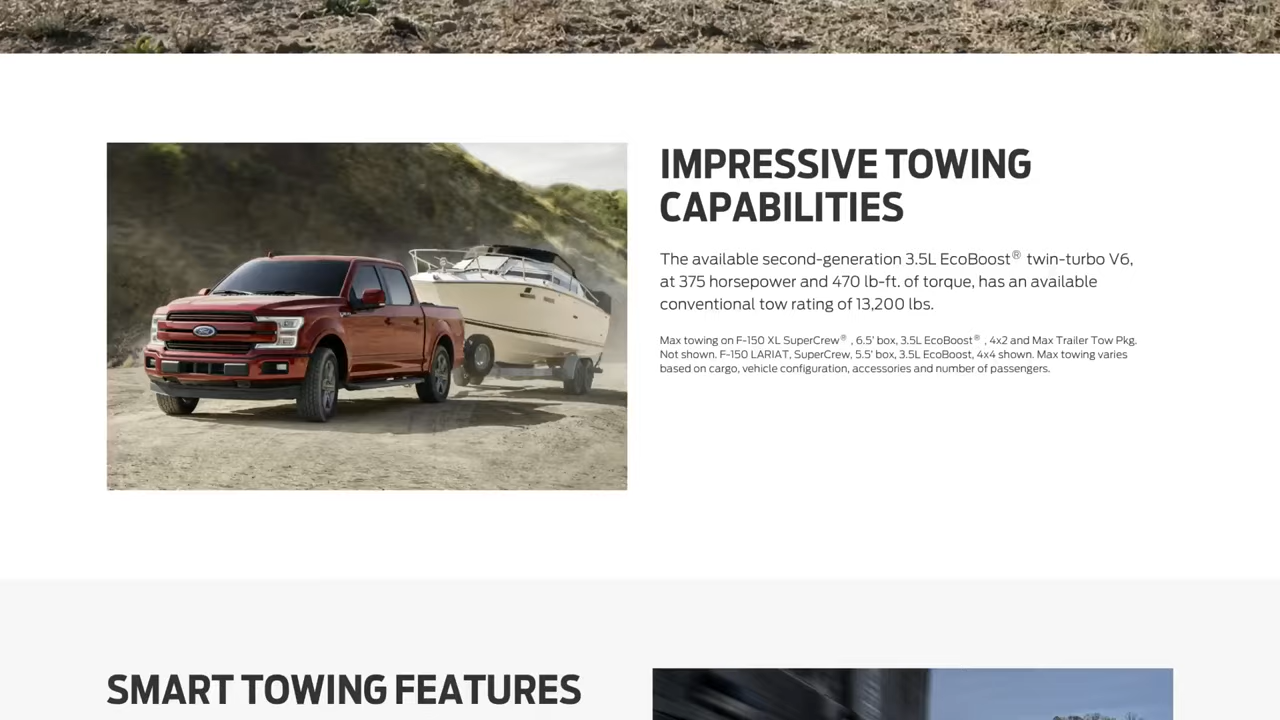 IMPRESSIVE TOWING
CAPABILITIES
The available second-generation 3.5L EcoBoost® twin-turbo V6,
at 375 horsepower and 470 lb-ft. of torque, has an available
conventional tow rating of 13,200 lbs.
Max towing on F-150 XL SuperCrew® , 6.5' box, 3.5L EcoBoost® , 4x2 and Max Trailer Tow Pkg.
Not shown. F-150 LARIAT, SuperCrew, 5.5' box, 3.5L EcoBoost, 4x4 shown. Max towing varies
based on cargo, vehicle configuration, accessories and number of passengers.
Ford
SMART TOWING FEATURES